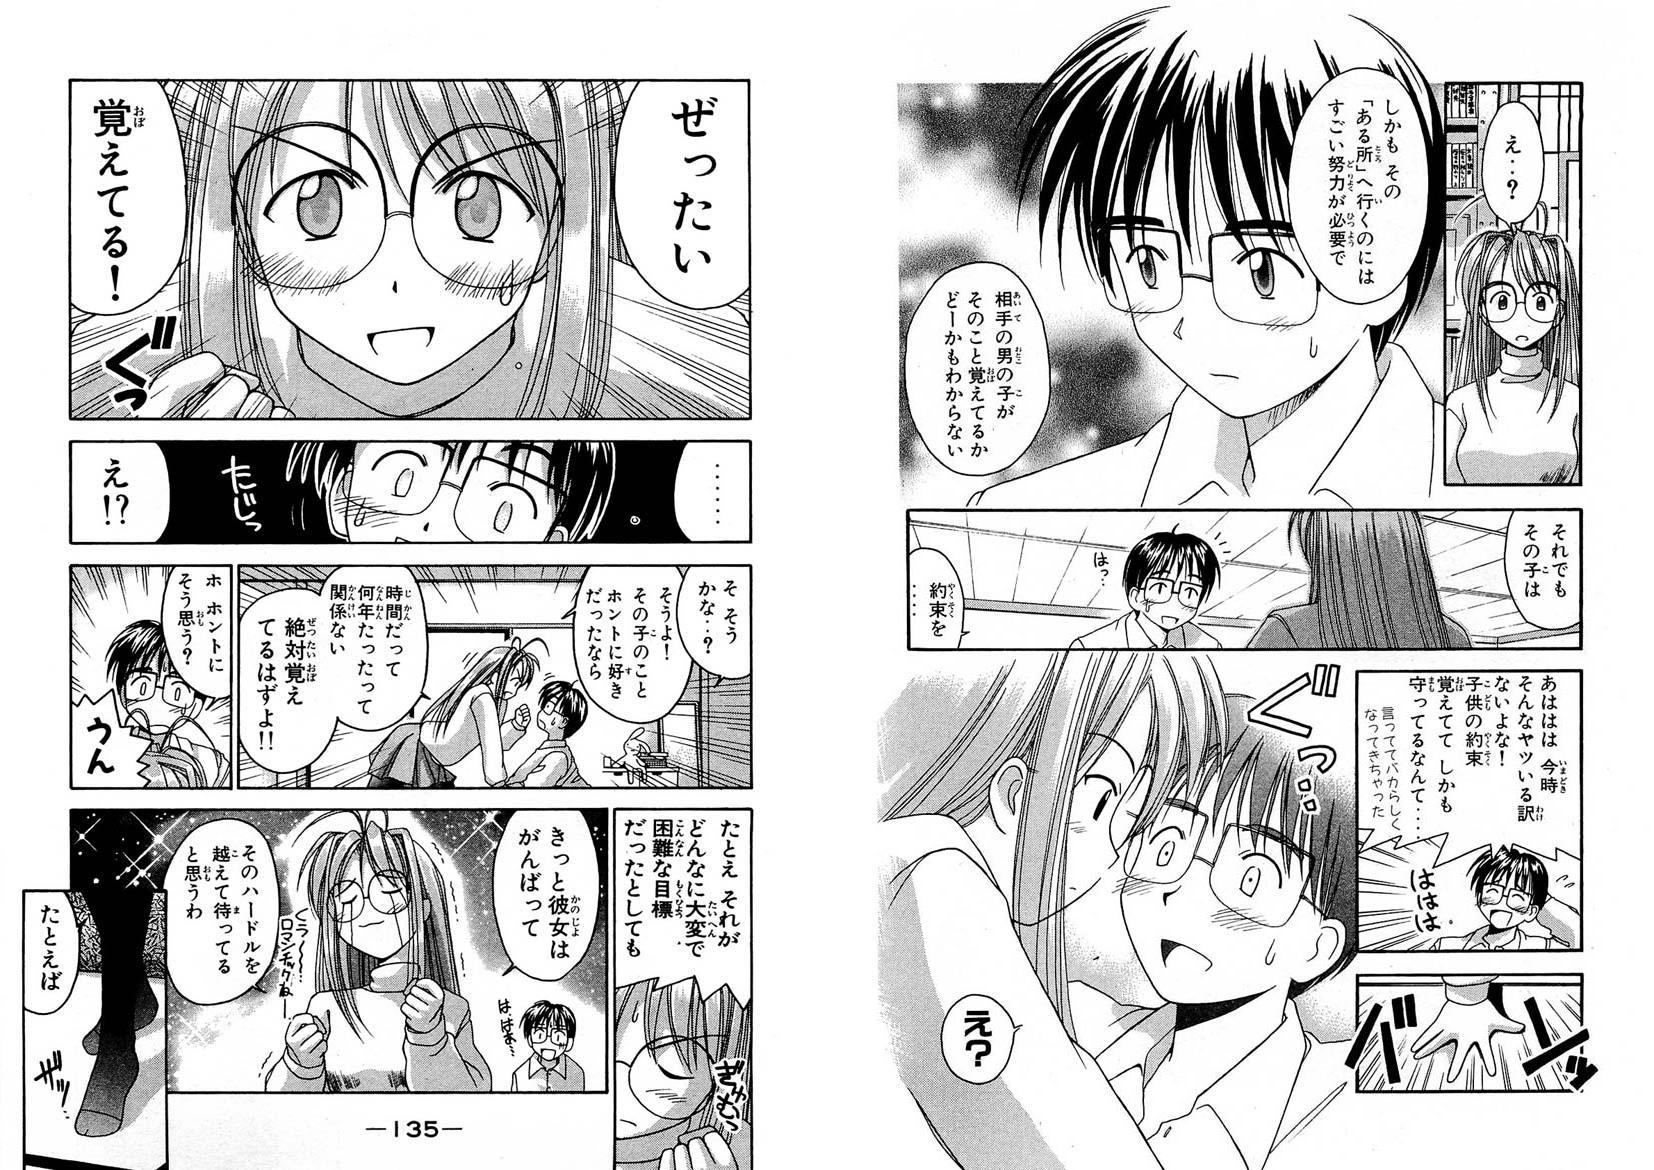 え‥?
しかも その
「ある所」へ行くのには
すごい努力が必要で
相手の男の子が
そのこと覚えてるか
どーかもわからない
それでも
その子は
は?
約束を
‥‥
あははは 今時
そんなヤツいる訳
ないよな!
子供の約束
覚えてて しかも
守ってるなんて‥‥
言っててバカらしく
なってきちゃった
ははは
バンッ
ぐっ
え?
ぜったい
覚えてる!
ぐっ
‥‥‥
たじっ
え!?
そ そう
かな‥?
そうよ!
その子のこと
ホントに好き
だったなら
時間だって
何年たったって
関係ない
絶対覚え
てるはずよ!!
ホ ホントに
そう思う?
うん
たとえ それが
どんなに大変で
困難な目標
だったとしても
ぎゅむっ
きっと彼女は
がんばって
そのハードルを
越えて待ってる
と思うわ
くう〜〜
ロマンチックな
ははあ‥
たとえば
ザッ
—135—